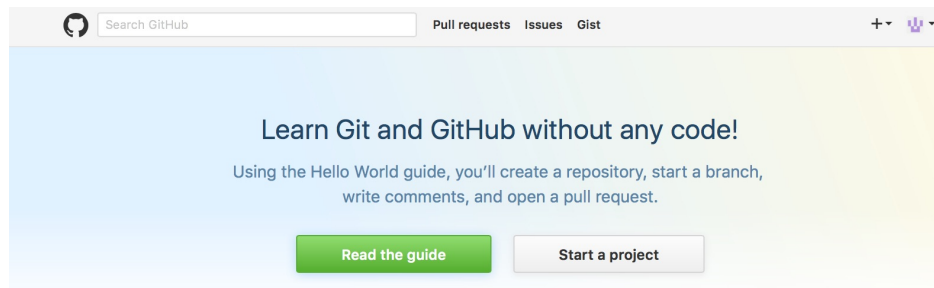 Search GitHub Pull requests Issues Gist
Learn Git and GitHub without any code!
Using the Hello World guide, you'll create a repository, start a branch,
write comments, and open a pull request.
Read the guide Start a project